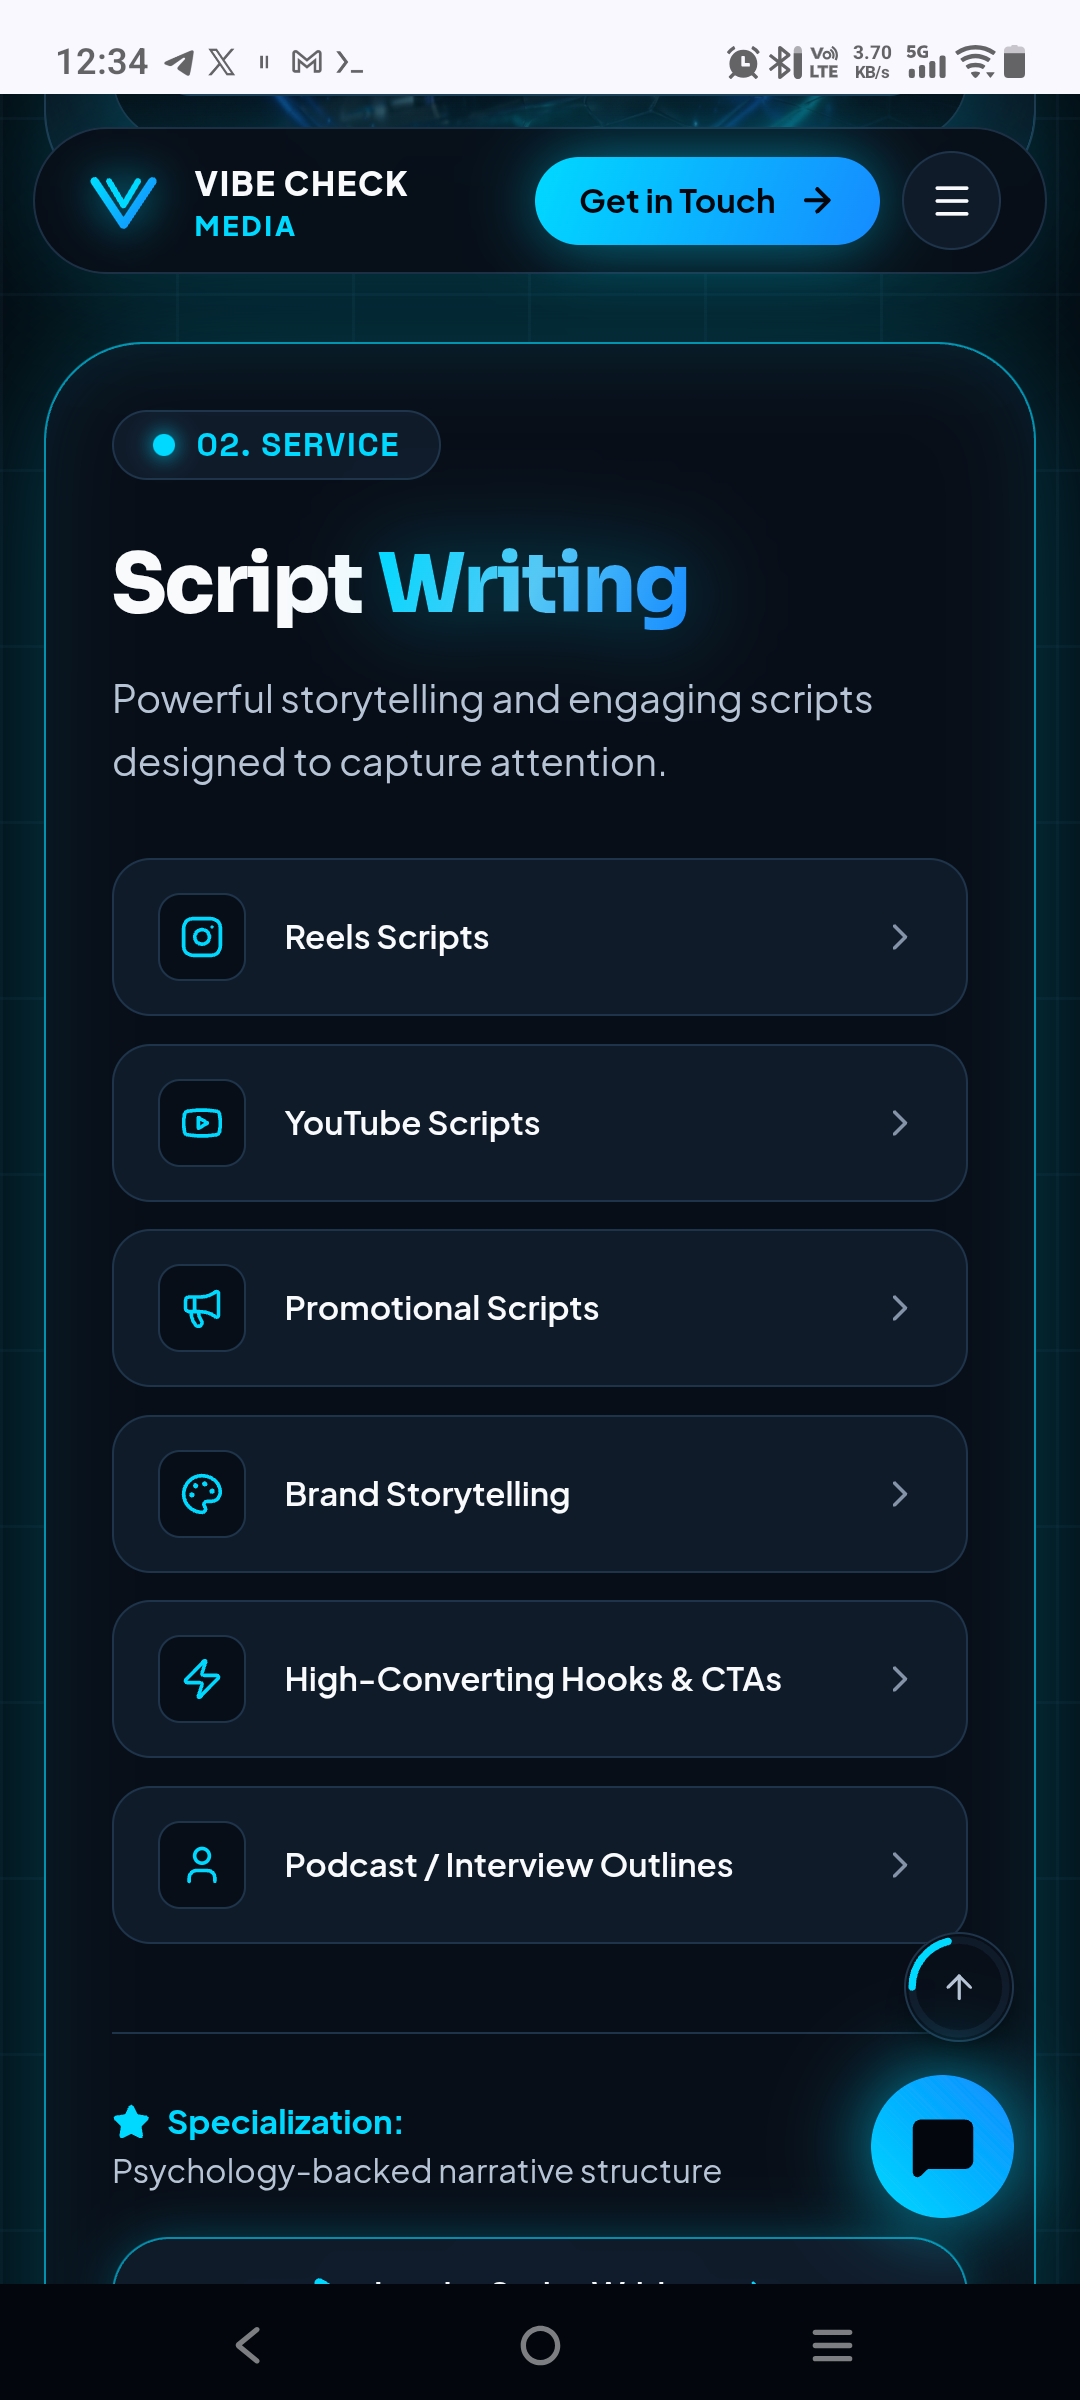 12:34
Vo))
LTE
3.70
KB/s
5G
VIBE CHECK
MEDIA
Get in Touch
02. SERVICE
Script Writing
Powerful storytelling and engaging scripts
designed to capture attention.
Reels Scripts
YouTube Scripts
Promotional Scripts
Brand Storytelling
High-Converting Hooks & CTAs
Podcast / Interview Outlines
Specialization:
Psychology-backed narrative structure